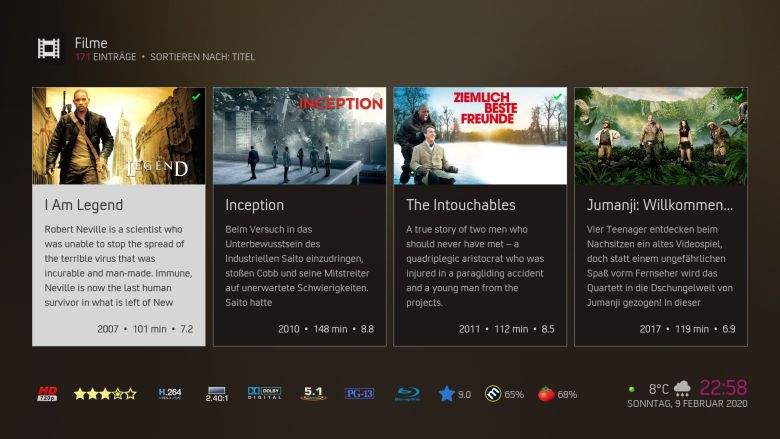 Filme
171 EINTRÄGE • SORTIEREN NACH: TITEL
I AM LEGEND
INCEPTION
ZIEMLICH
BESTE
FREUNDE
I Am Legend
Robert Neville is a scientist who
was unable to stop the spread of
the terrible virus that was
incurable and man-made. Immune,
Neville is now the last human
survivor in what is left of New
2007 • 101 min • 7.2
Inception
Beim Versuch in das
Unterbewusstsein des
Industriellen Saito einzudringen,
stoßen Cobb und seine Mitstreiter
auf unerwartete Schwierigkeiten.
Saito hatte
2010 • 148 min • 8.8
The Intouchables
A true story of two men who
should never have met – a
quadriplegic aristocrat who was
injured in a paragliding accident
and a young man from the
projects.
2011 • 112 min • 8.5
Jumanji: Willkommen...
Vier Teenager entdecken beim
Nachsitzen ein altes Videospiel,
doch statt einem ungefährlichen
Spaß vorm Fernseher wird das
Quartett in die Dschungelwelt von
Jumanji gezogen! In dieser
2017 • 119 min • 6.9
HD
720p
H.264
2.40:1
DOLBY
DIGITAL
5.1
PG-13
9.0
65%
68%
8°C
22:58
SONNTAG, 9 FEBRUAR 2020